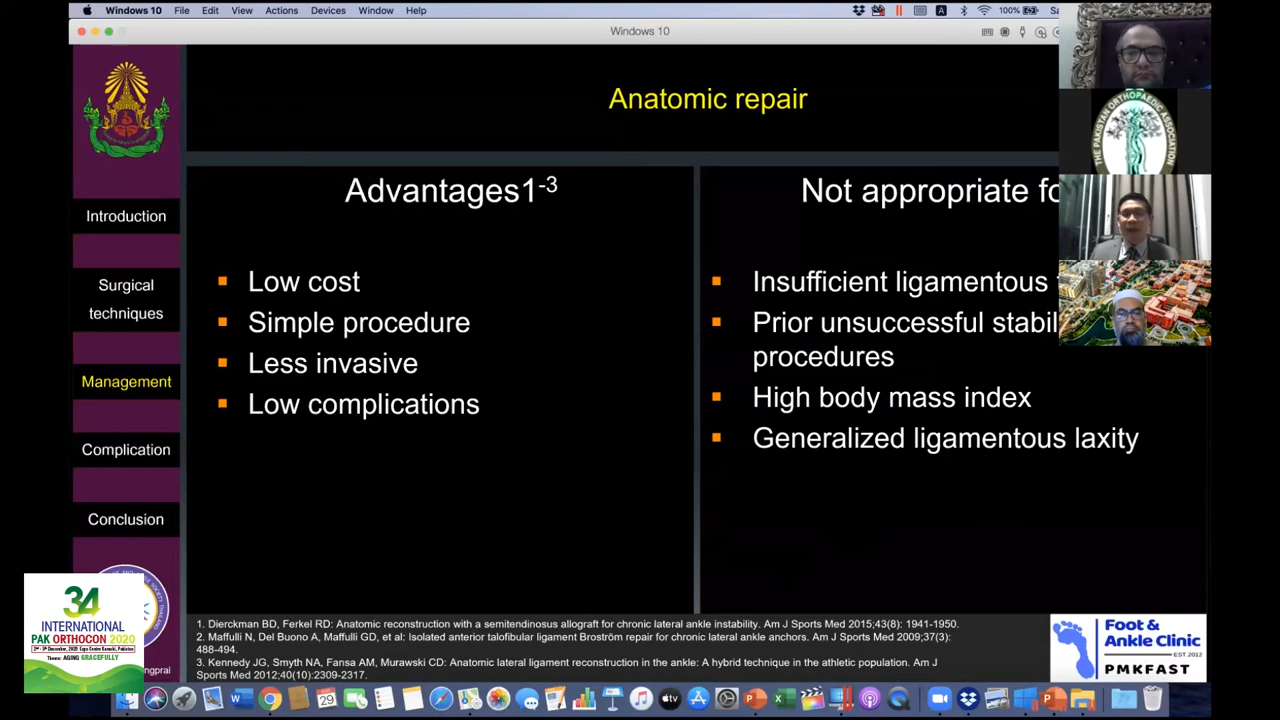 Windows 10 File Edit View Actions Devices Window Help
100%
Windows 10
Anatomic repair
THE PAKISTAN ORTHOPAEDIC ASSOCIATION
Introduction
Surgical
techniques
Management
Complication
Conclusion
Advantages1-3
Low cost
Simple procedure
Less invasive
Low complications
Not appropriate
Insufficient ligamentous
Prior unsuccessful
procedures
High body mass index
Generalized ligamentous laxity
34
INTERNATIONAL
PAK ORTHOCON 2020
Theme: AGING GRACEFULLY
1. Dierckman BD, Ferkel RD: Anatomic reconstruction with a semitendinosus allograft for chronic lateral ankle instability. Am J Sports Med 2015;43(8): 1941-1950.
2. Maffulli N, Del Buono A, Maffulli GD, et al: Isolated anterior talofibular ligament Broström repair for chronic lateral ankle anchors. Am J Sports Med 2009;37(3):
488-494.
3. Kennedy JG, Smyth NA, Fansa AM, Murawski CD: Anatomic lateral ligament reconstruction in the ankle: A hybrid technique in the athletic population. Am J
Sports Med 2012;40(10):2309-2317.
Foot &
Ankle Clinic
EST.2012
PMKFAST